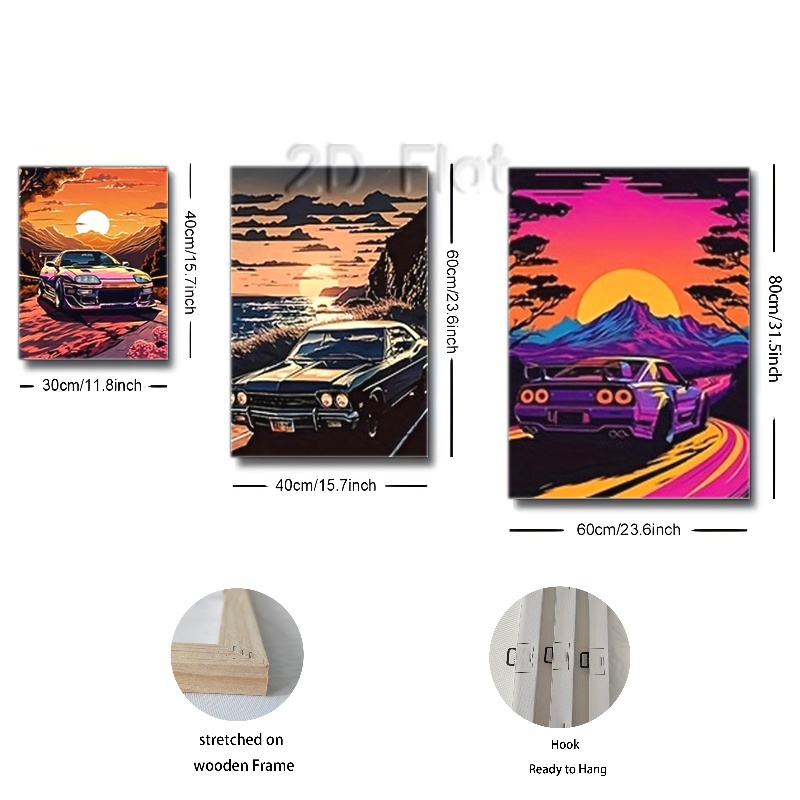 2D Flat
40cm/15.7inch
30cm/11.8inch
60cm/23.6inch
40cm/15.7inch
80cm/31.5inch
60cm/23.6inch
stretched on
wooden Frame
Hook
Ready to Hang